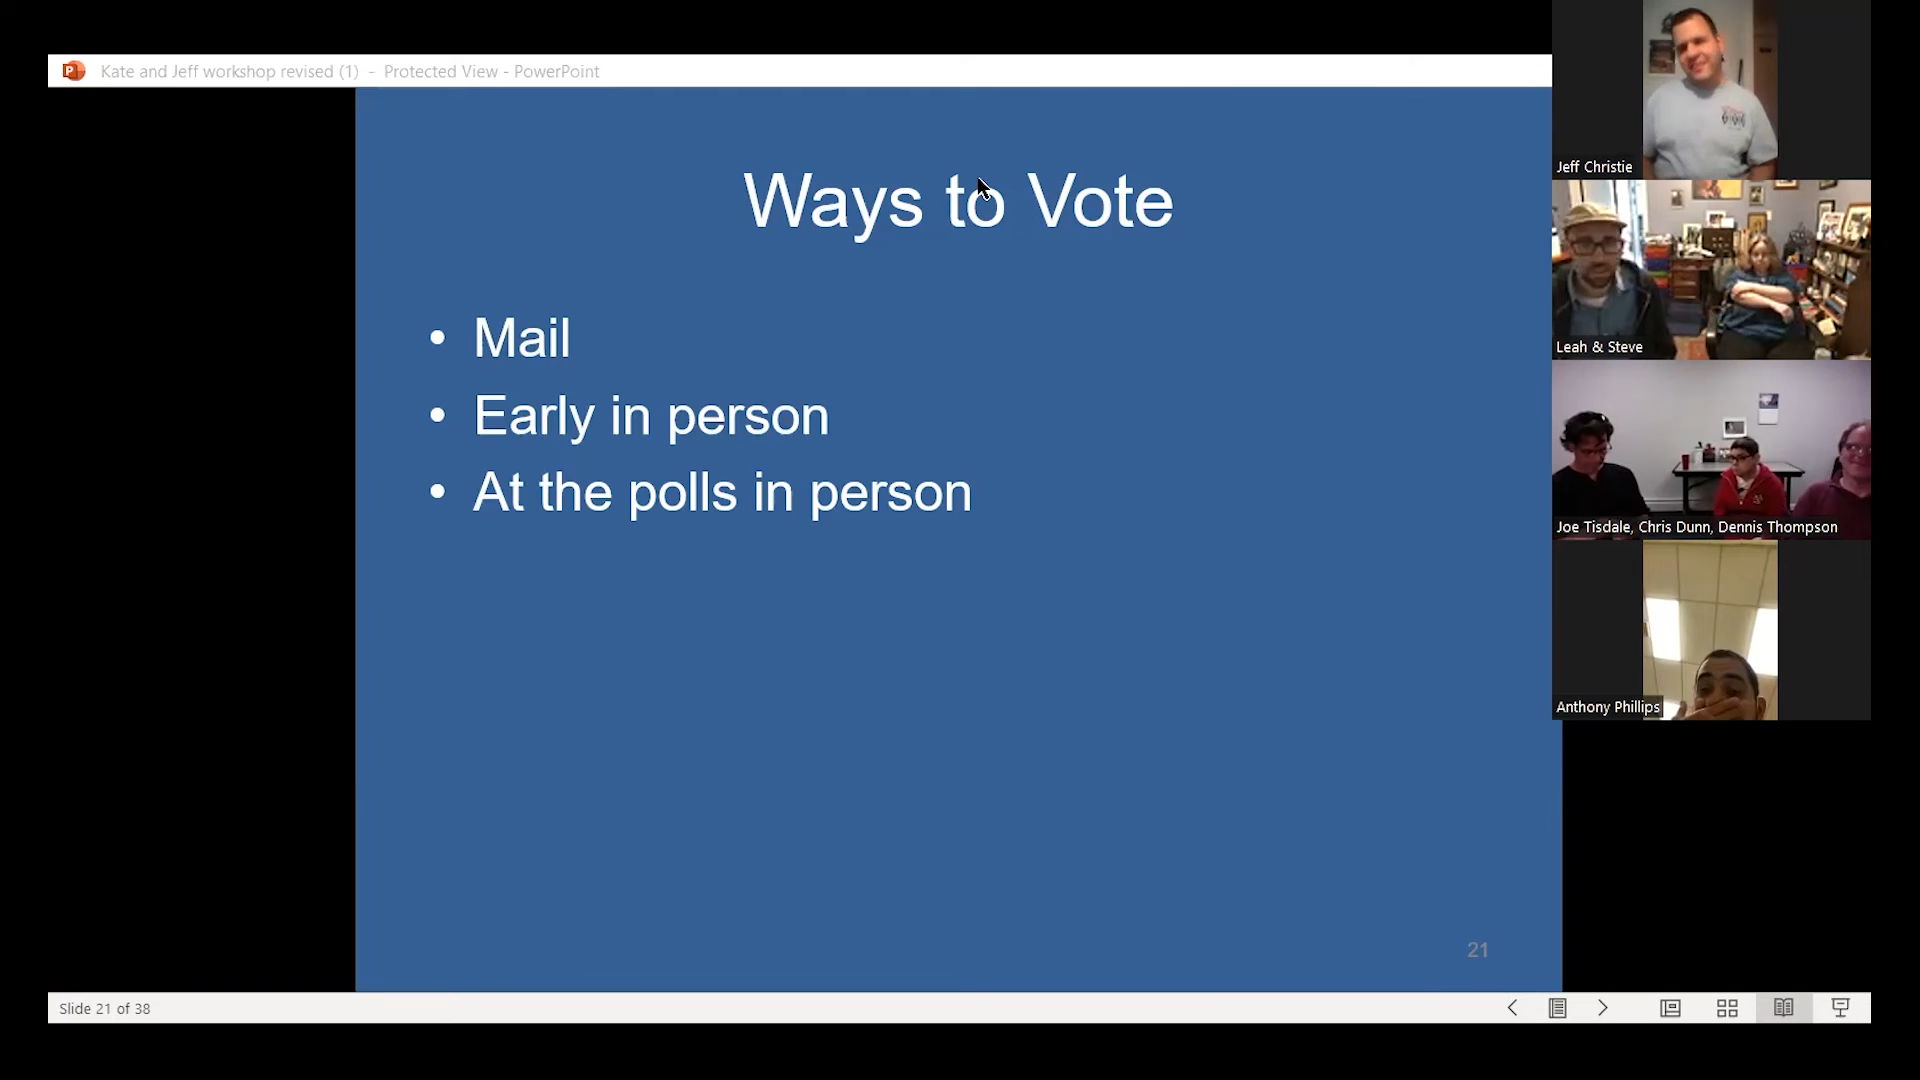 Kate and Jeff workshop revised (1) - Protected View - PowerPoint
Ways to Vote
• Mail
• Early in person
• At the polls in person
21
Jeff Christie
Leah & Steve
Joe Tisdale, Chris Dunn, Dennis Thompson
Anthony Phillips
Slide 21 of 38